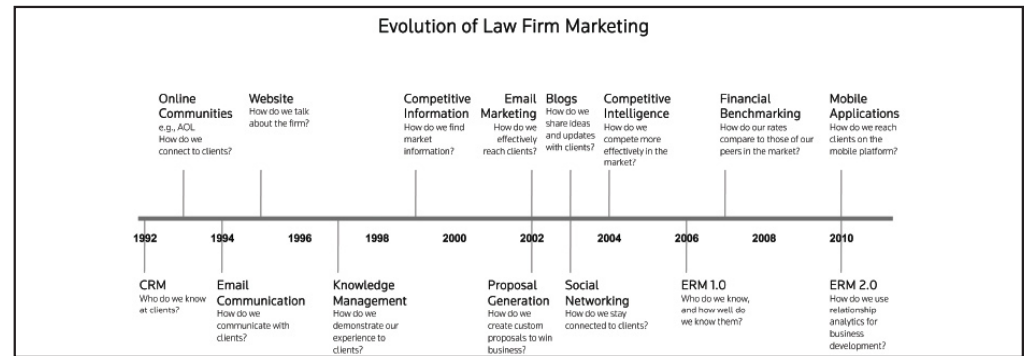 Evolution of Law Firm Marketing
Online
Communities
e.g., AOL
How do we
connect to clients?
Website
How do we talk
about the firm?
Competitive
Information
How do we find
market
information?
Email
Marketing
How do we
effectively
reach clients?
Blogs
How do we
share ideas
and updates
with clients?
Competitive
Intelligence
How do we
compete more
effectively in the
market?
Financial
Benchmarking
How do our rates
compare to those of our
peers in the market?
Mobile
Applications
How do we reach
clients on the
mobile platform?
1992 1994 1996 1998 2000 2002 2004 2006 2008 2010
CRM
Who do we know
at clients?
Email
Communication
How do we
communicate with
clients?
Knowledge
Management
How do we
demonstrate our
experience to
clients?
Proposal
Generation
How do we
create custom
proposals to win
business?
Social
Networking
How do we stay
connected to clients?
ERM 1.0
Who do we know,
and how well do
we know them?
ERM 2.0
How do we use
relationship
analytics for
business
development?